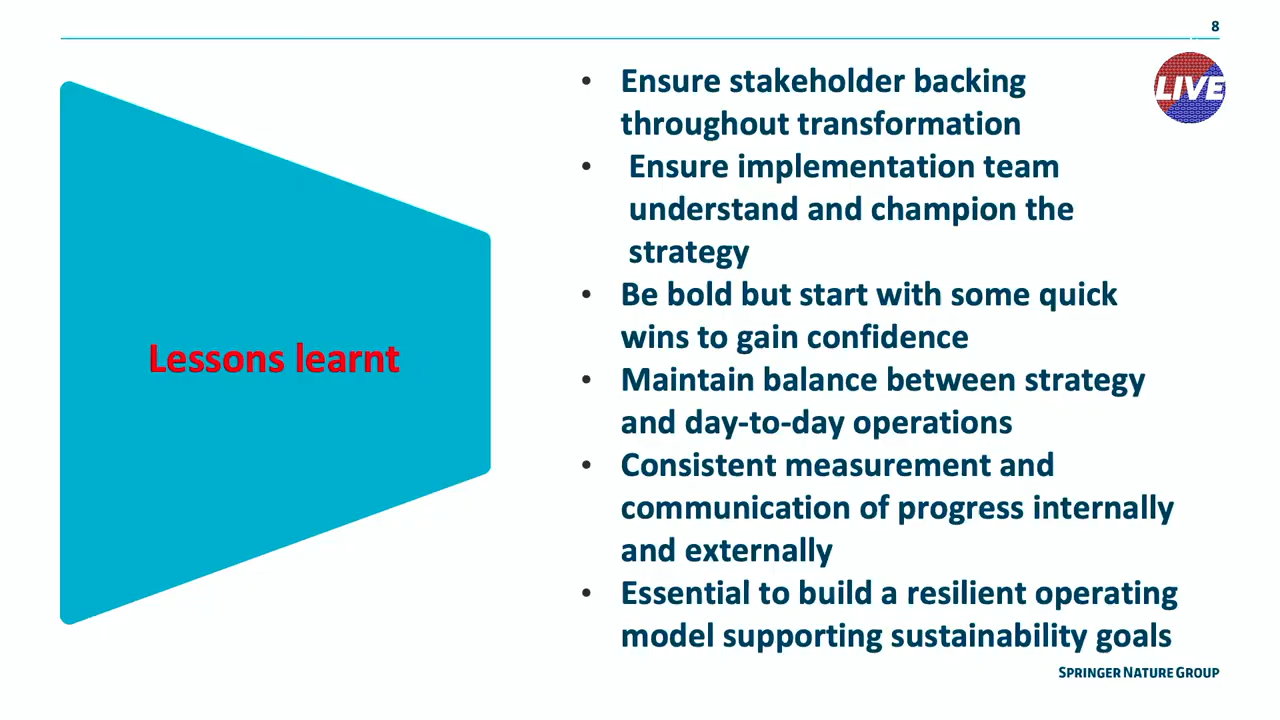 8
LIVE
Lessons learnt
• Ensure stakeholder backing
throughout transformation
• Ensure implementation team
understand and champion the
strategy
• Be bold but start with some quick
wins to gain confidence
• Maintain balance between strategy
and day-to-day operations
• Consistent measurement and
communication of progress internally
and externally
• Essential to build a resilient operating
model supporting sustainability goals
SPRINGER NATURE GROUP